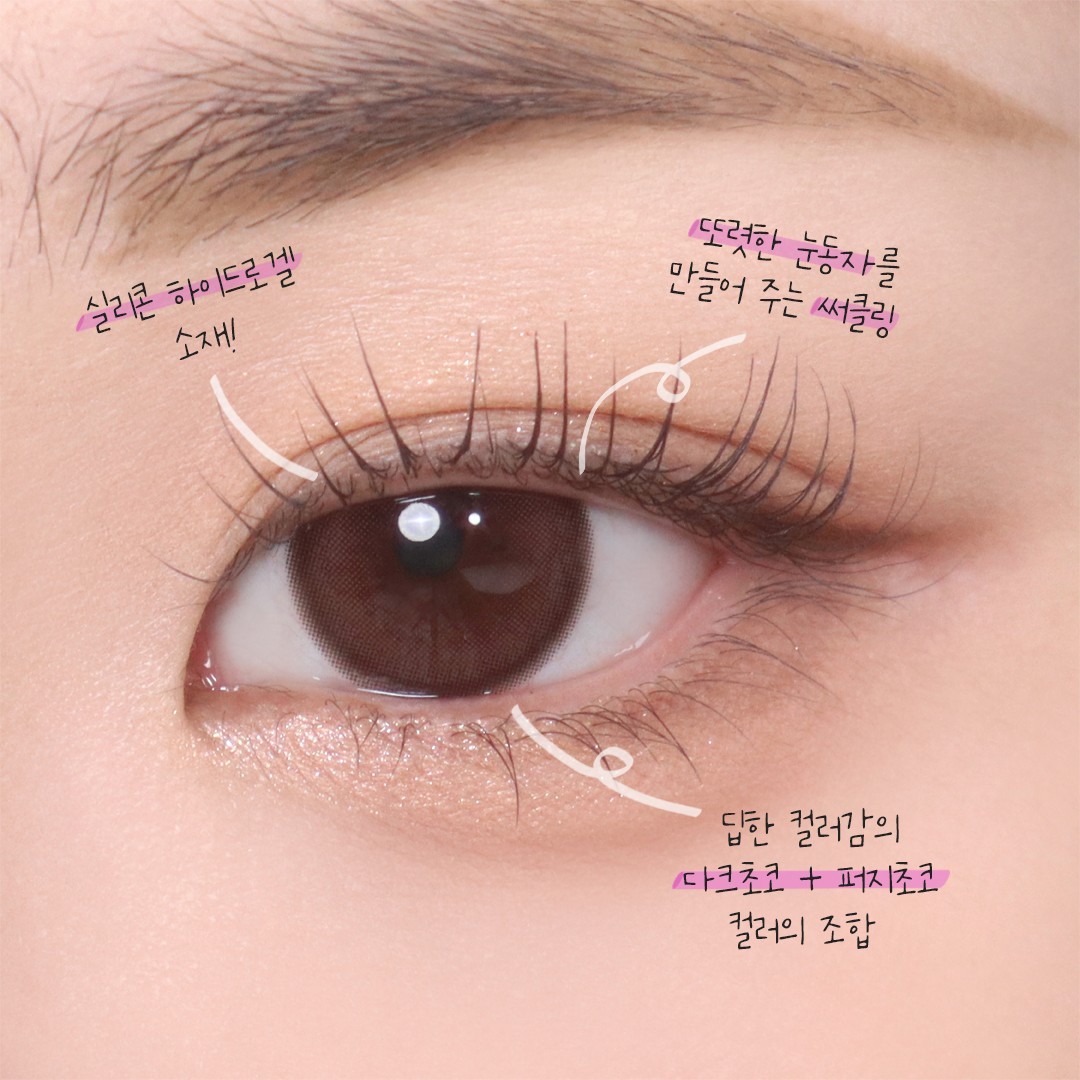 실리콘 하이드로겔
소재!
또렷한 눈동자를
만들어 주는 써클링
딥한 컬러감의
다크초코 + 퍼지초코
컬러의 조합